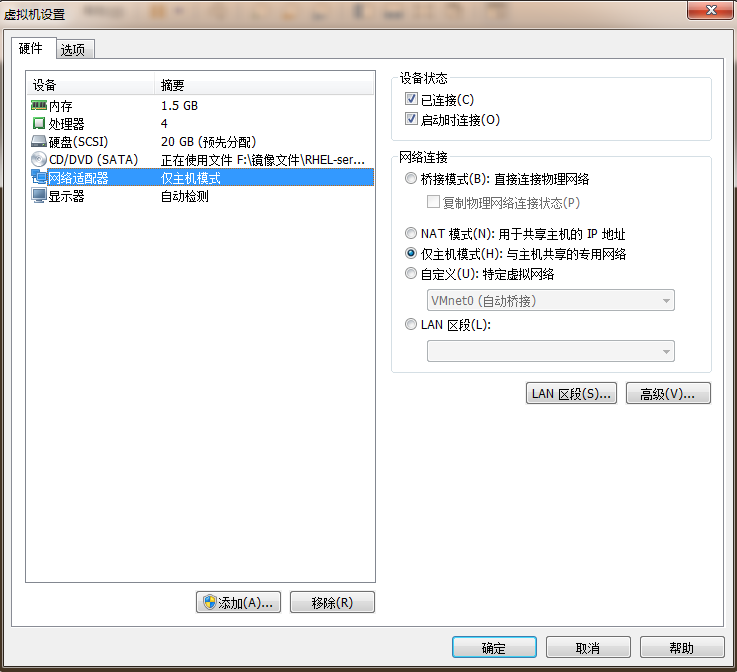 虚拟机设置
硬件 选项
设备 摘要
内存 1.5 GB
处理器 4
硬盘(SCSI) 20 GB (预先分配)
CD/DVD (SATA) 正在使用文件 F:\镜像文件\RHEL-ser...
网络适配器 仅主机模式
显示器 自动检测
添加(A)... 移除(R)
设备状态
已连接(C)
启动时连接(O)
网络连接
桥接模式(B): 直接连接物理网络
复制物理网络连接状态(P)
NAT 模式(N): 用于共享主机的 IP 地址
仅主机模式(H): 与主机共享的专用网络
自定义(U): 特定虚拟网络
VMnet0 (自动桥接)
LAN 区段(L):
LAN 区段(S)... 高级(V)...
确定 取消 帮助